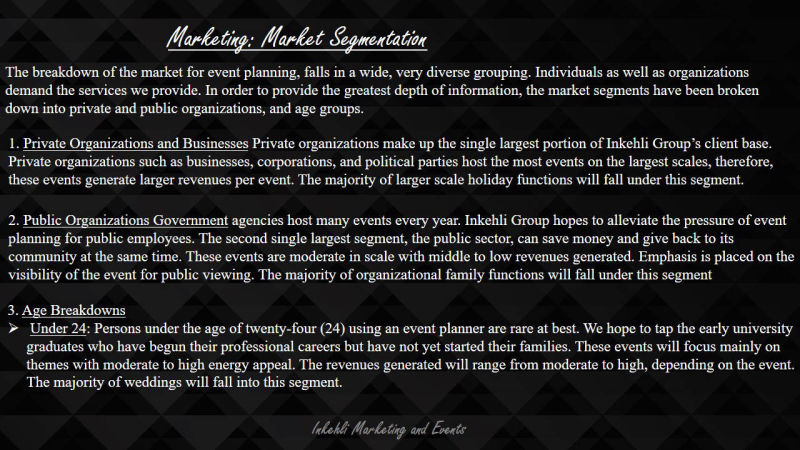 Marketing: Market Segmentation
The breakdown of the market for event planning, falls in a wide, very diverse grouping. Individuals as well as organizations
demand the services we provide. In order to provide the greatest depth of information, the market segments have been broken
down into private and public organizations, and age groups.
1. Private Organizations and Businesses Private organizations make up the single largest portion of Inkehli Group's client base.
Private organizations such as businesses, corporations, and political parties host the most events on the largest scales, therefore,
these events generate larger revenues per event. The majority of larger scale holiday functions will fall under this segment.
2. Public Organizations Government agencies host many events every year. Inkehli Group hopes to alleviate the pressure of event
planning for public employees. The second single largest segment, the public sector, can save money and give back to its
community at the same time. These events are moderate in scale with middle to low revenues generated. Emphasis is placed on the
visibility of the event for public viewing. The majority of organizational family functions will fall under this segment
3. Age Breakdowns
➢ Under 24: Persons under the age of twenty-four (24) using an event planner are rare at best. We hope to tap the early university
graduates who have begun their professional careers but have not yet started their families. These events will focus mainly on
themes with moderate to high energy appeal. The revenues generated will range from moderate to high, depending on the event.
The majority of weddings will fall into this segment.
Inkehli Marketing and Events